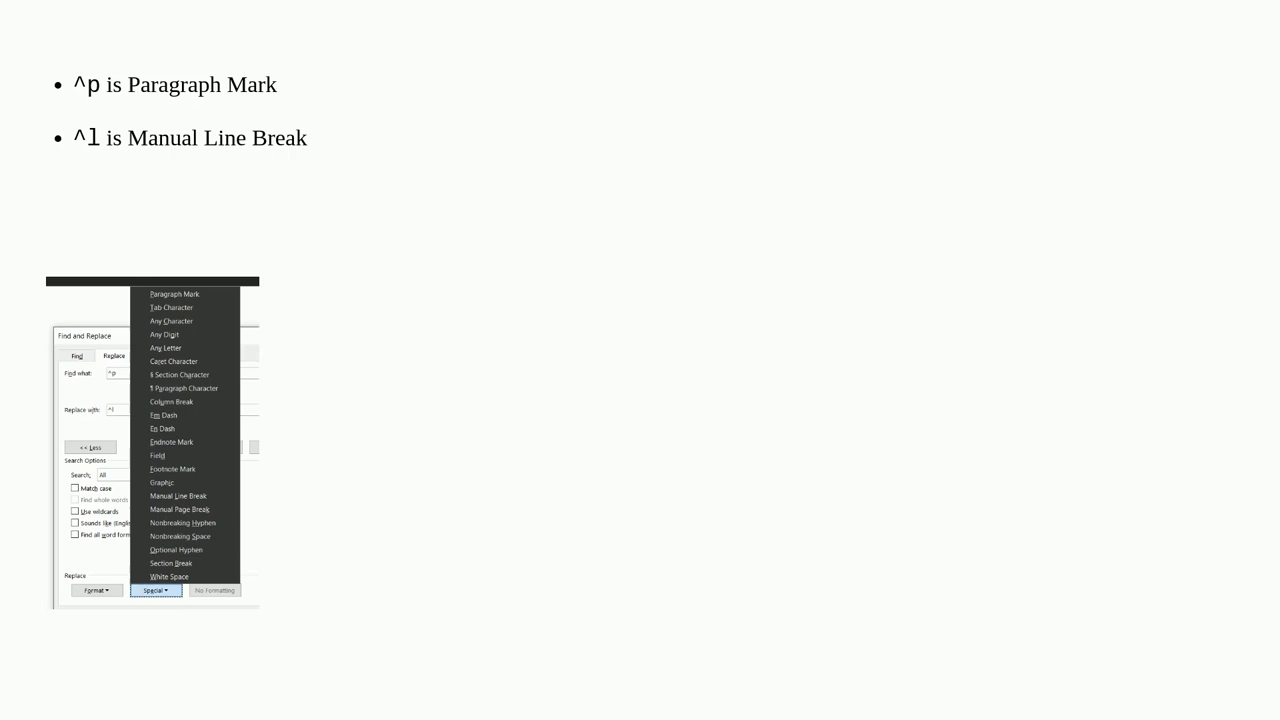 • ^p is Paragraph Mark
• ^l is Manual Line Break
Paragraph Mark
Tab Character
Any Character
Any Digit
Any Letter
Caret Character
§ Section Character
¶ Paragraph Character
Column Break
Em Dash
En Dash
Endnote Mark
Field
Footnote Mark
Graphic
Manual Line Break
Manual Page Break
Nonbreaking Hyphen
Nonbreaking Space
Optional Hyphen
Section Break
White Space
Find and Replace
Find Replace
Find what: ^p
Replace with: ^l
<< Less
Search Options
Search: All
Match case
Find whole words
Use wildcards
Sounds like (Englis
Find all word form
Replace
Format Special No Formatting